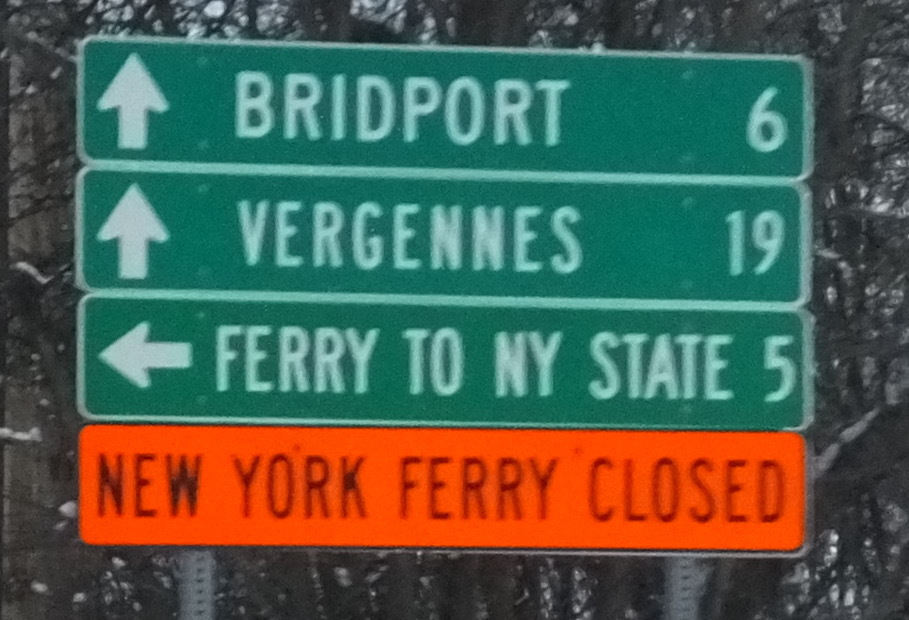 BRIDPORT 6
VERGENNES 19
FERRY TO NY STATE 5
NEW YORK FERRY CLOSED